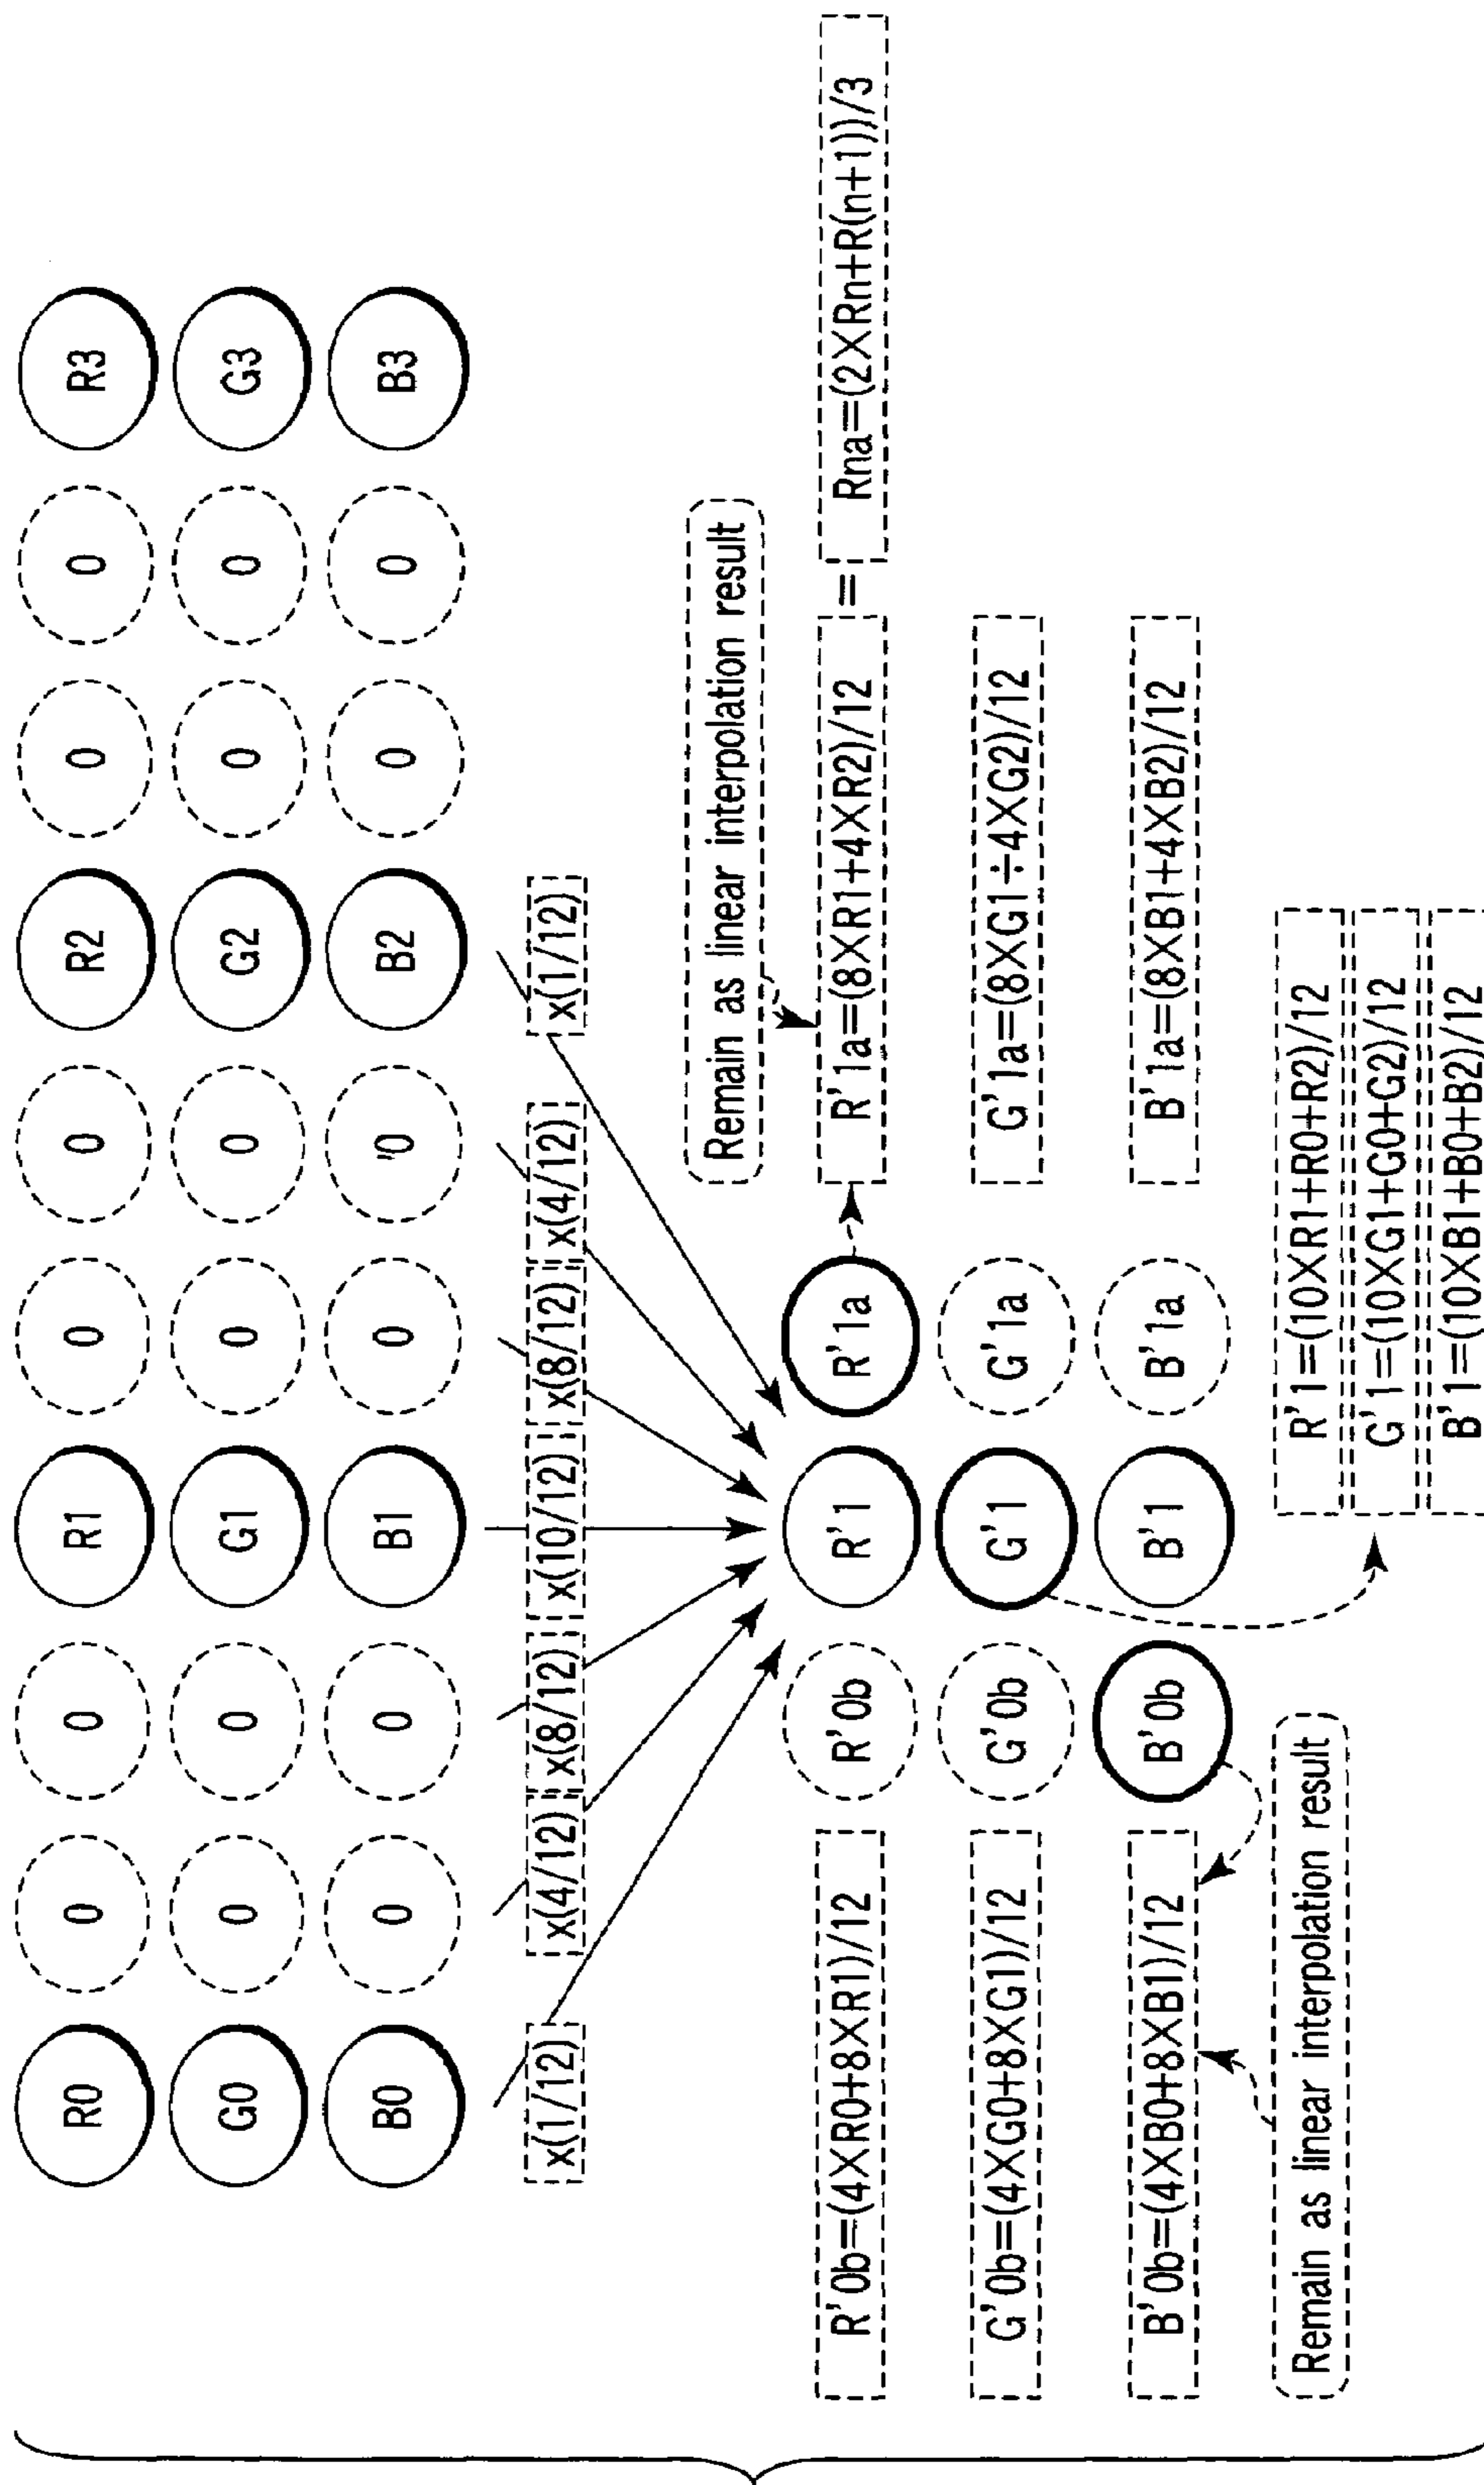 R0 0 0 R1 0 0 R2 0 0 R3
G0 0 0 G1 0 0 G2 0 0 G3
B0 0 0 B1 0 0 B2 0 0 B3
x(1/12) x(4/12) x(8/12) x(10/12) x(8/12) x(4/12) x(1/12)
Remain as linear interpolation result
R'0b=(4×R0+8×R1)/12 R'0b R'1 R'1a R'1a=(8×R1+4×R2)/12 = Rna=(2×Rn+R(n+1))/3
G'0b=(4×G0+8×G1)/12 G'0b G'1 G'1a G'1a=(8×G1÷4×G2)/12
B'0b=(4×B0+8×B1)/12 B'0b B'1 B'1a B'1a=(8×B1+4×B2)/12
Remain as linear interpolation result
R'1=(10×R1+R0+R2)/12
G'1=(10×G1+G0+G2)/12
B'1=(10×B1+B0+B2)/12